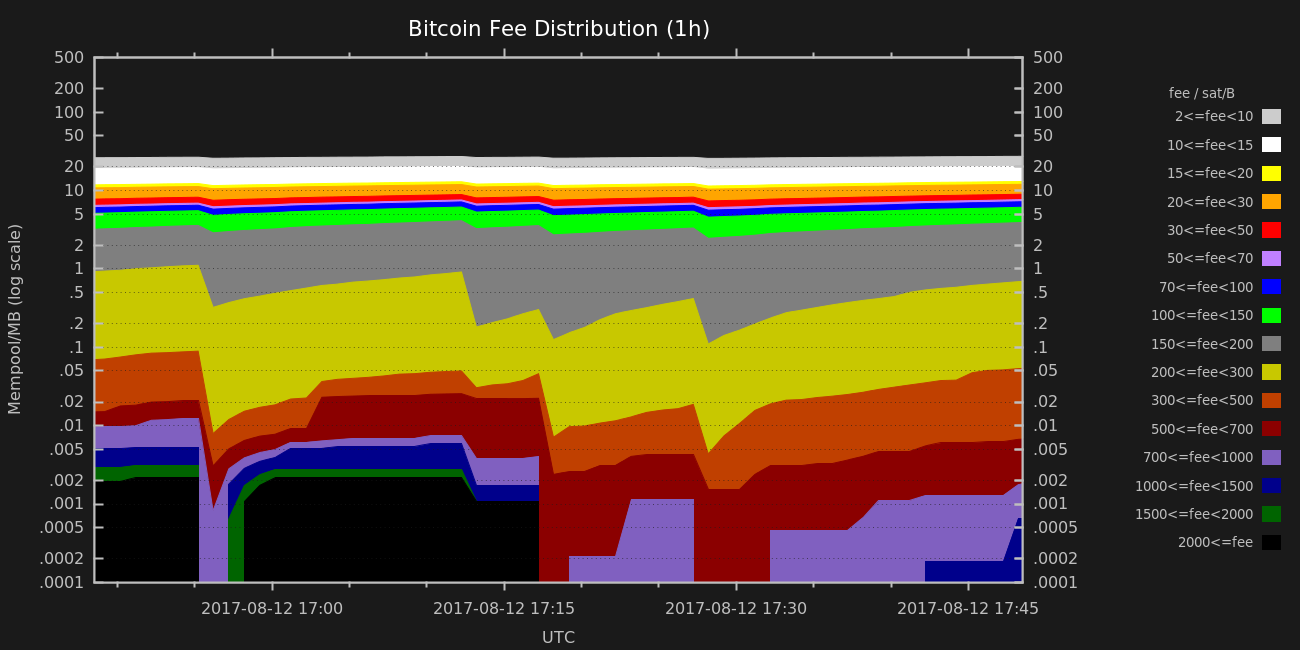 Bitcoin Fee Distribution (1h)
Mempool/MB (log scale)
500
200
100
50
20
10
5
2
1
.5
.2
.1
.05
.02
.01
.005
.002
.001
.0005
.0002
.0001
500
200
100
50
20
10
5
2
1
.5
.2
.1
.05
.02
.01
.005
.002
.001
.0005
.0002
.0001
2017-08-12 17:00
2017-08-12 17:15
2017-08-12 17:30
2017-08-12 17:45
UTC
fee / sat/B
2<=fee<10
10<=fee<15
15<=fee<20
20<=fee<30
30<=fee<50
50<=fee<70
70<=fee<100
100<=fee<150
150<=fee<200
200<=fee<300
300<=fee<500
500<=fee<700
700<=fee<1000
1000<=fee<1500
1500<=fee<2000
2000<=fee